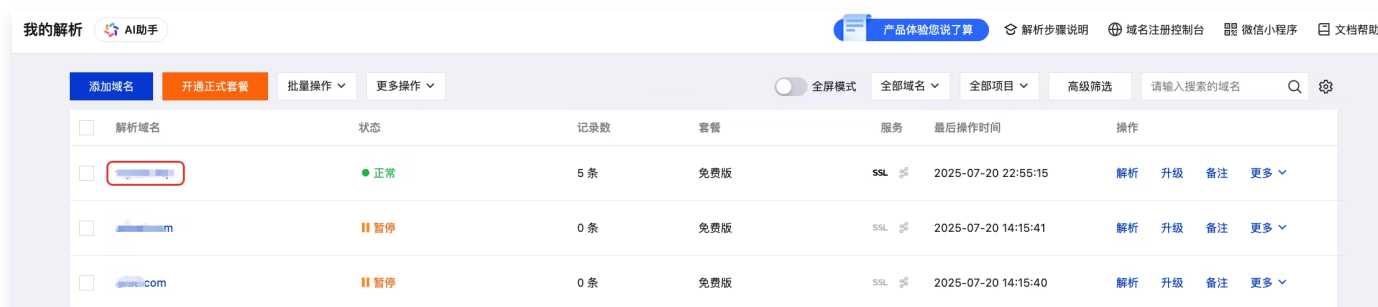 我的解析 AI助手 产品体验您说了算 解析步骤说明 域名注册控制台 微信小程序 文档帮助
添加域名 开通正式套餐 批量操作 更多操作 全屏模式 全部域名 全部项目 高级筛选 请输入搜索的域名
解析域名 状态 记录数 套餐 服务 最后操作时间 操作
正常 5 条 免费版 SSL 2025-07-20 22:55:15 解析 升级 备注 更多
m 暂停 0 条 免费版 SSL 2025-07-20 14:15:41 解析 升级 备注 更多
com 暂停 0 条 免费版 SSL 2025-07-20 14:15:40 解析 升级 备注 更多